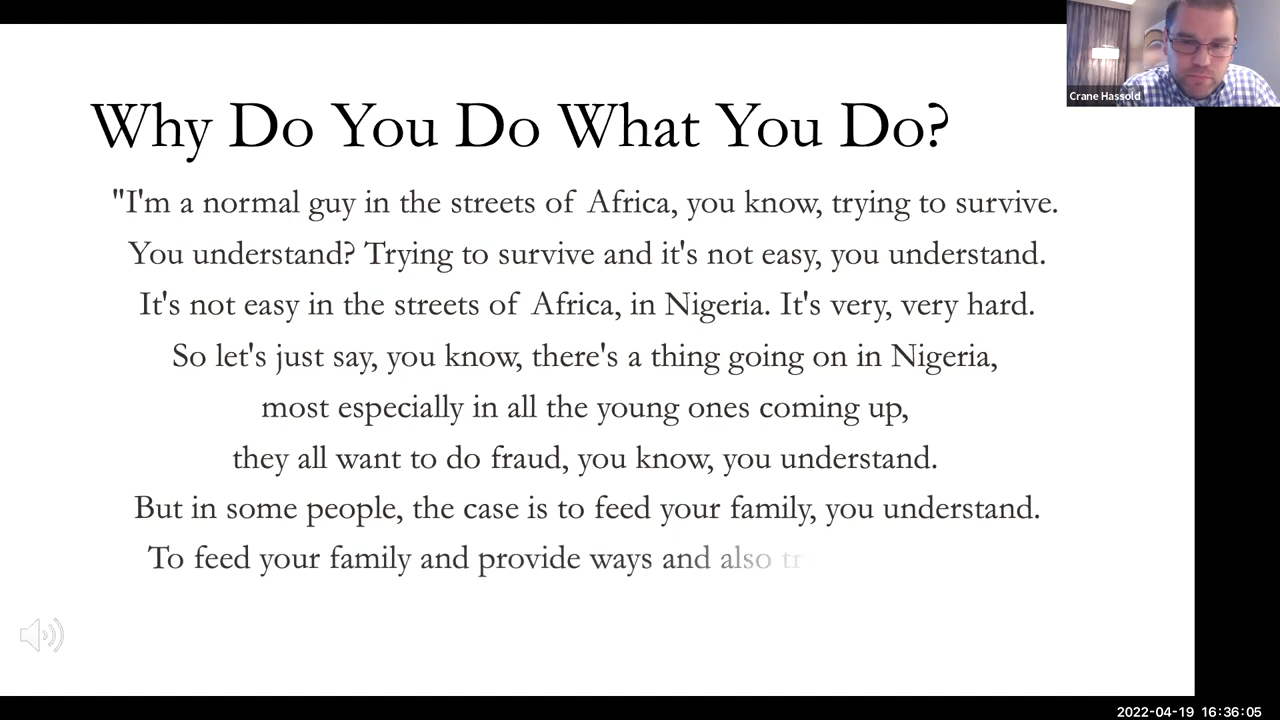 Crane Hassold
Why Do You Do What You Do?
"I'm a normal guy in the streets of Africa, you know, trying to survive.
You understand? Trying to survive and it's not easy, you understand.
It's not easy in the streets of Africa, in Nigeria. It's very, very hard.
So let's just say, you know, there's a thing going on in Nigeria,
most especially in all the young ones coming up,
they all want to do fraud, you know, you understand.
But in some people, the case is to feed your family, you understand.
To feed your family and provide ways and also
2022-04-19 16:36:05